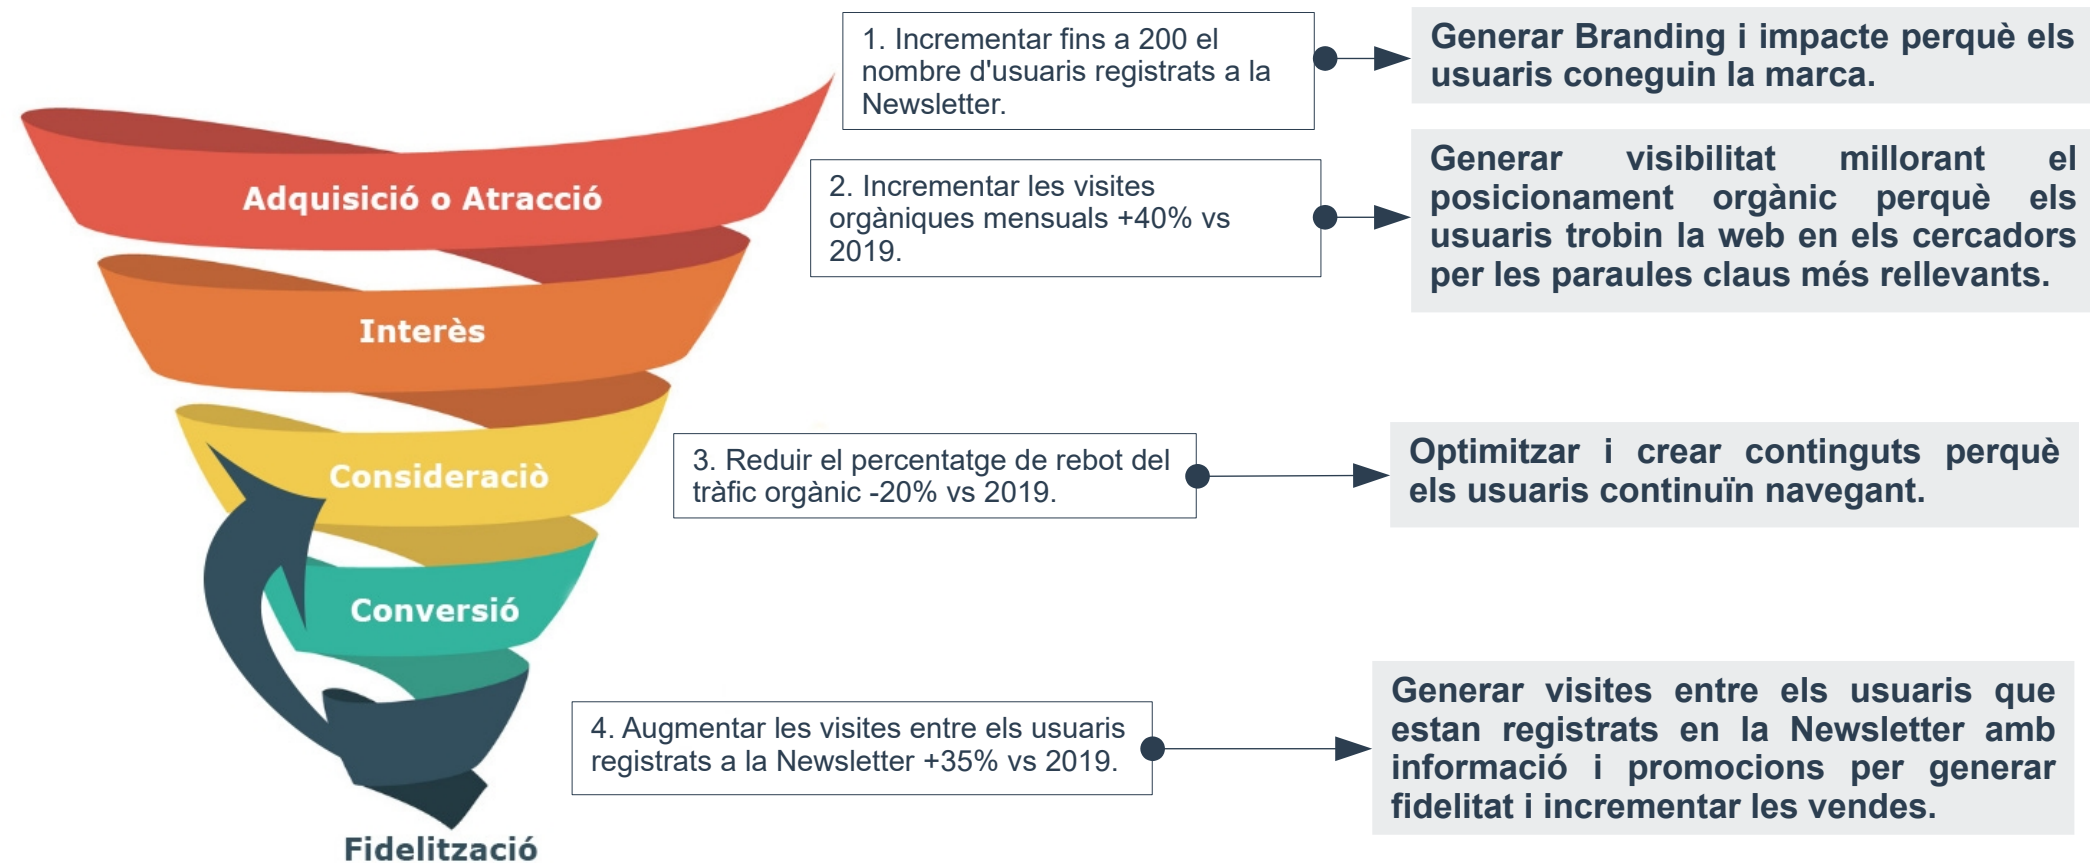 1. Incrementar fins a 200 el
nombre d'usuaris registrats a la
Newsletter.
Generar Branding i impacte perquè els
usuaris coneguin la marca.
Adquisició o Atracció
2. Incrementar les visites
orgàniques mensuals +40% vs
2019.
Generar visibilitat millorant el
posicionament orgànic perquè els
usuaris trobin la web en els cercadors
per les paraules claus més rellevants.
Interès
Consideraciò
3. Reduir el percentatge de rebot del
tràfic orgànic -20% vs 2019.
Optimitzar i crear continguts perquè
els usuaris continuïn navegant.
Conversió
4. Augmentar les visites entre els usuaris
registrats a la Newsletter +35% vs 2019.
Generar visites entre els usuaris que
estan registrats en la Newsletter amb
informació i promocions per generar
fidelitat i incrementar les vendes.
Fidelització